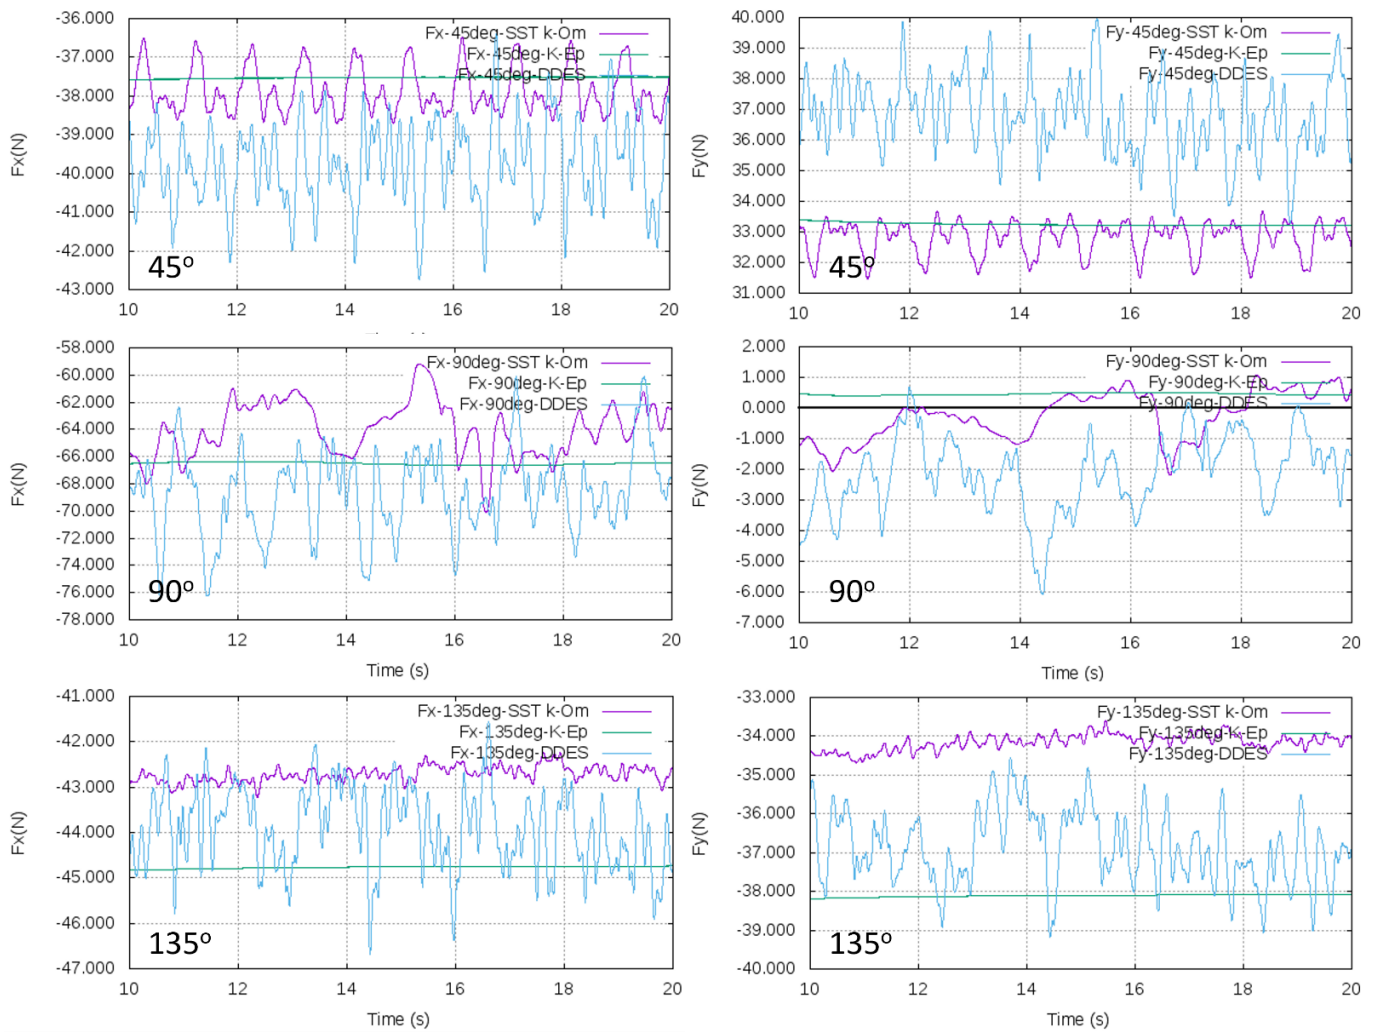 -36.000
-37.000
-38.000
-39.000
-40.000
-41.000
-42.000
-43.000
Fx(N)
Fx-45deg-SST k-Om
Fx-45deg-K-Ep
Fx-45deg-DDES
45º
10 12 14 16 18 20
40.000
39.000
38.000
37.000
36.000
35.000
34.000
33.000
32.000
31.000
Fy(N)
Fy-45deg-SST k-Om
Fy-45deg-K-Ep
Fy-45deg-DDES
45º
10 12 14 16 18 20
-58.000
-60.000
-62.000
-64.000
-66.000
-68.000
-70.000
-72.000
-74.000
-76.000
-78.000
Fx(N)
Fx-90deg-SST k-Om
Fx-90deg-K-Ep
Fx-90deg-DDES
90º
10 12 14 16 18 20
Time (s)
2.000
1.000
0.000
-1.000
-2.000
-3.000
-4.000
-5.000
-6.000
-7.000
Fy(N)
Fy-90deg-SST k-Om
Fy-90deg-K-Ep
Fy-90deg-DDES
90º
10 12 14 16 18 20
Time (s)
-41.000
-42.000
-43.000
-44.000
-45.000
-46.000
-47.000
Fx(N)
Fx-135deg-SST k-Om
Fx-135deg-K-Ep
Fx-135deg-DDES
135º
10 12 14 16 18 20
Time (s)
-33.000
-34.000
-35.000
-36.000
-37.000
-38.000
-39.000
-40.000
Fy(N)
Fy-135deg-SST k-Om
Fy-135deg-K-Ep
Fy-135deg-DDES
135º
10 12 14 16 18 20
Time (s)